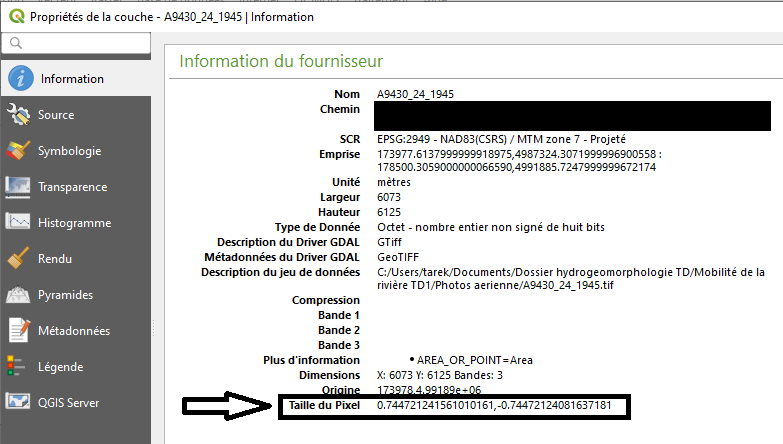 Propriétés de la couche - A9430_24_1945 | Information
Information
Source
Symbologie
Transparence
Histogramme
Rendu
Pyramides
Métadonnées
Légende
QGIS Server
Information du fournisseur
Nom A9430_24_1945
Chemin
SCR EPSG:2949 - NAD83(CSRS) / MTM zone 7 - Projeté
Emprise 173977.6137999999918975,4987324.3071999996900558 :
178500.3059000000066590,4991885.7247999999672174
Unité mètres
Largeur 6073
Hauteur 6125
Type de Donnée Octet - nombre entier non signé de huit bits
Description du Driver GDAL GTiff
Métadonnées du Driver GDAL GeoTIFF
Description du jeu de données C:/Users/tarek/Documents/Dossier hydrogeomorphologie TD/Mobilité de la
rivière TD1/Photos aerienne/A9430_24_1945.tif
Compression
Bande 1
Bande 2
Bande 3
Plus d'information • AREA_OR_POINT=Area
Dimensions X: 6073 Y: 6125 Bandes: 3
Origine 173978,4.99189e+06
Taille du Pixel 0.744721241561010161,-0.74472124081637181